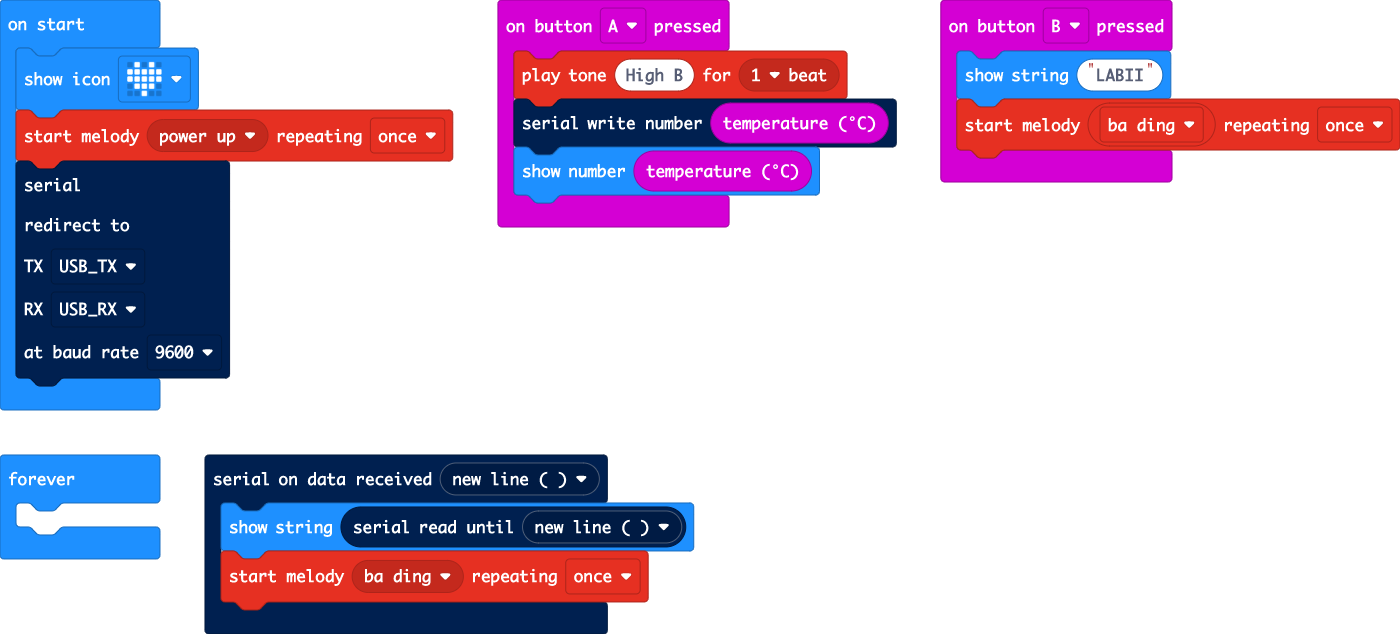 on start
show icon
start melody power up repeating once
serial
redirect to
TX USB_TX
RX USB_RX
at baud rate 9600
on button A pressed
play tone High B for 1 beat
serial write number temperature (°C)
show number temperature (°C)
on button B pressed
show string "LABII"
start melody ba ding repeating once
forever
serial on data received new line ( )
show string serial read until new line ( )
start melody ba ding repeating once